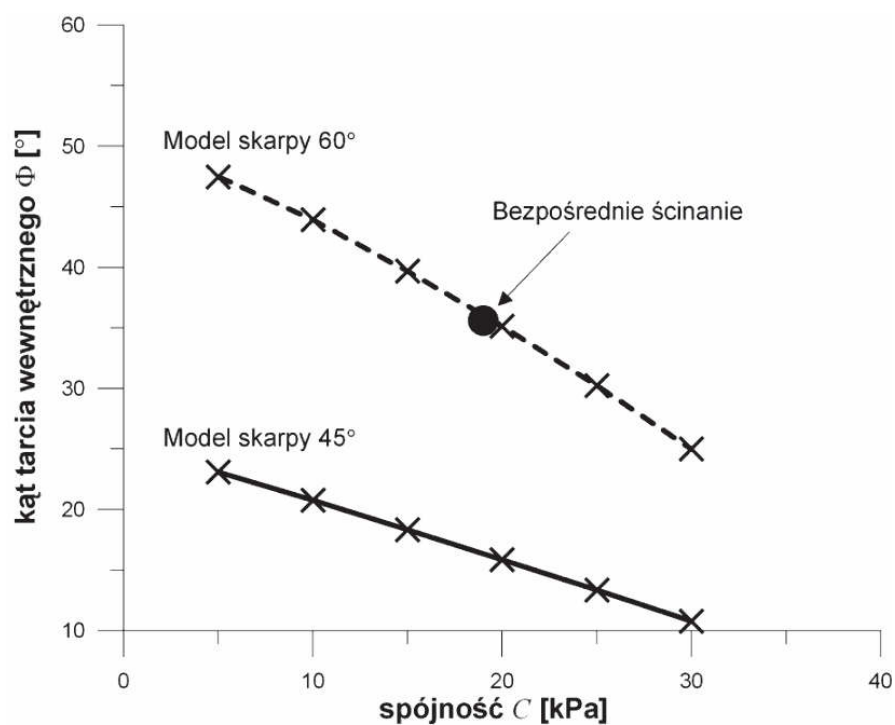 60
50
40
30
20
10
kąt tarcia wewnętrznego Φ [°]
Model skarpy 60°
Bezpośrednie ścinanie
Model skarpy 45°
0
10
20
30
40
spójność C [kPa]